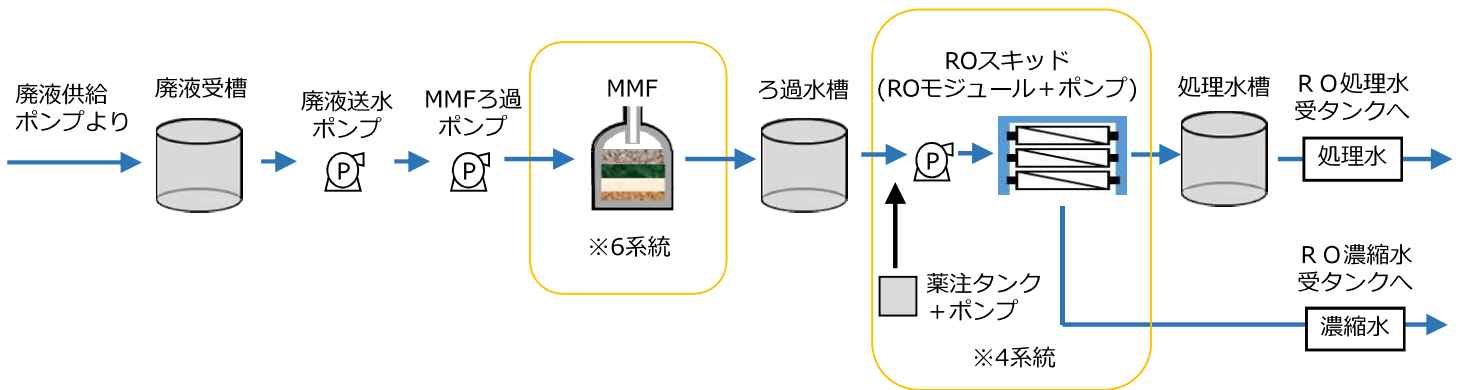 廃液供給
ポンプより
廃液受槽
廃液送水
ポンプ
P
MMFろ過
ポンプ
P
MMF
※6系統
ろ過水槽
ROスキッド
(ROモジュール＋ポンプ)
P
薬注タンク
＋ポンプ
※4系統
処理水槽
ＲＯ処理水
受タンクへ
処理水
ＲＯ濃縮水
受タンクへ
濃縮水